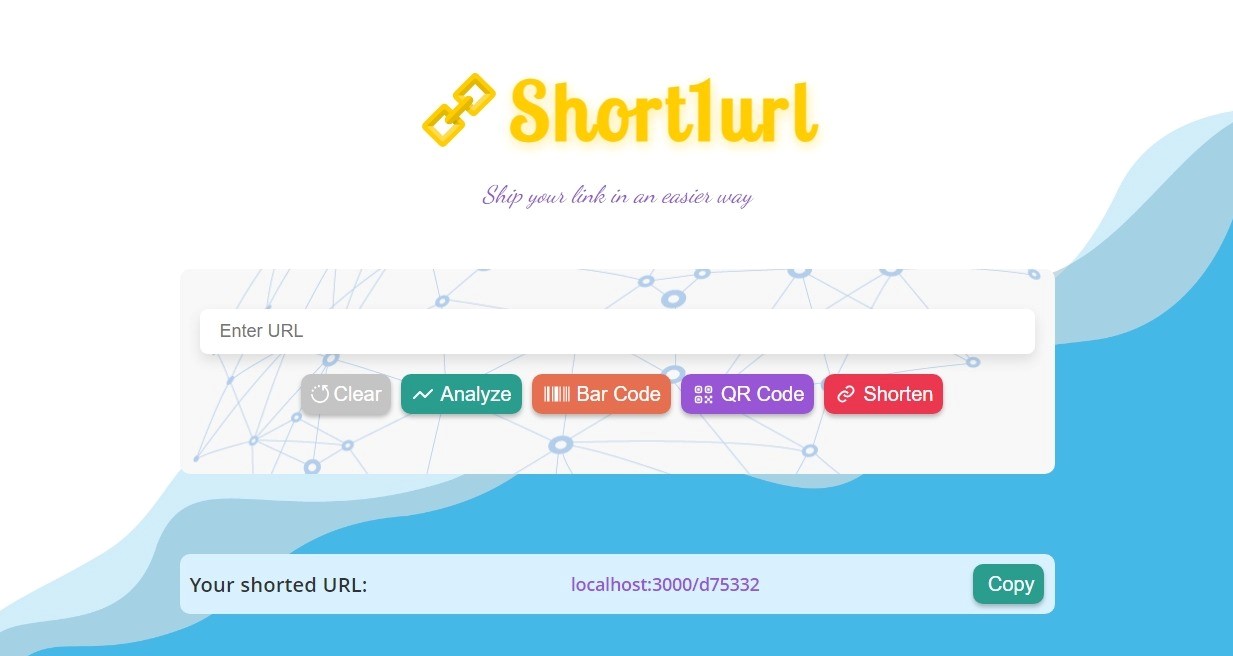 Short1url
Ship your link in an easier way
Enter URL
Clear Analyze Bar Code QR Code Shorten
Your shorted URL: localhost:3000/d75332 Copy